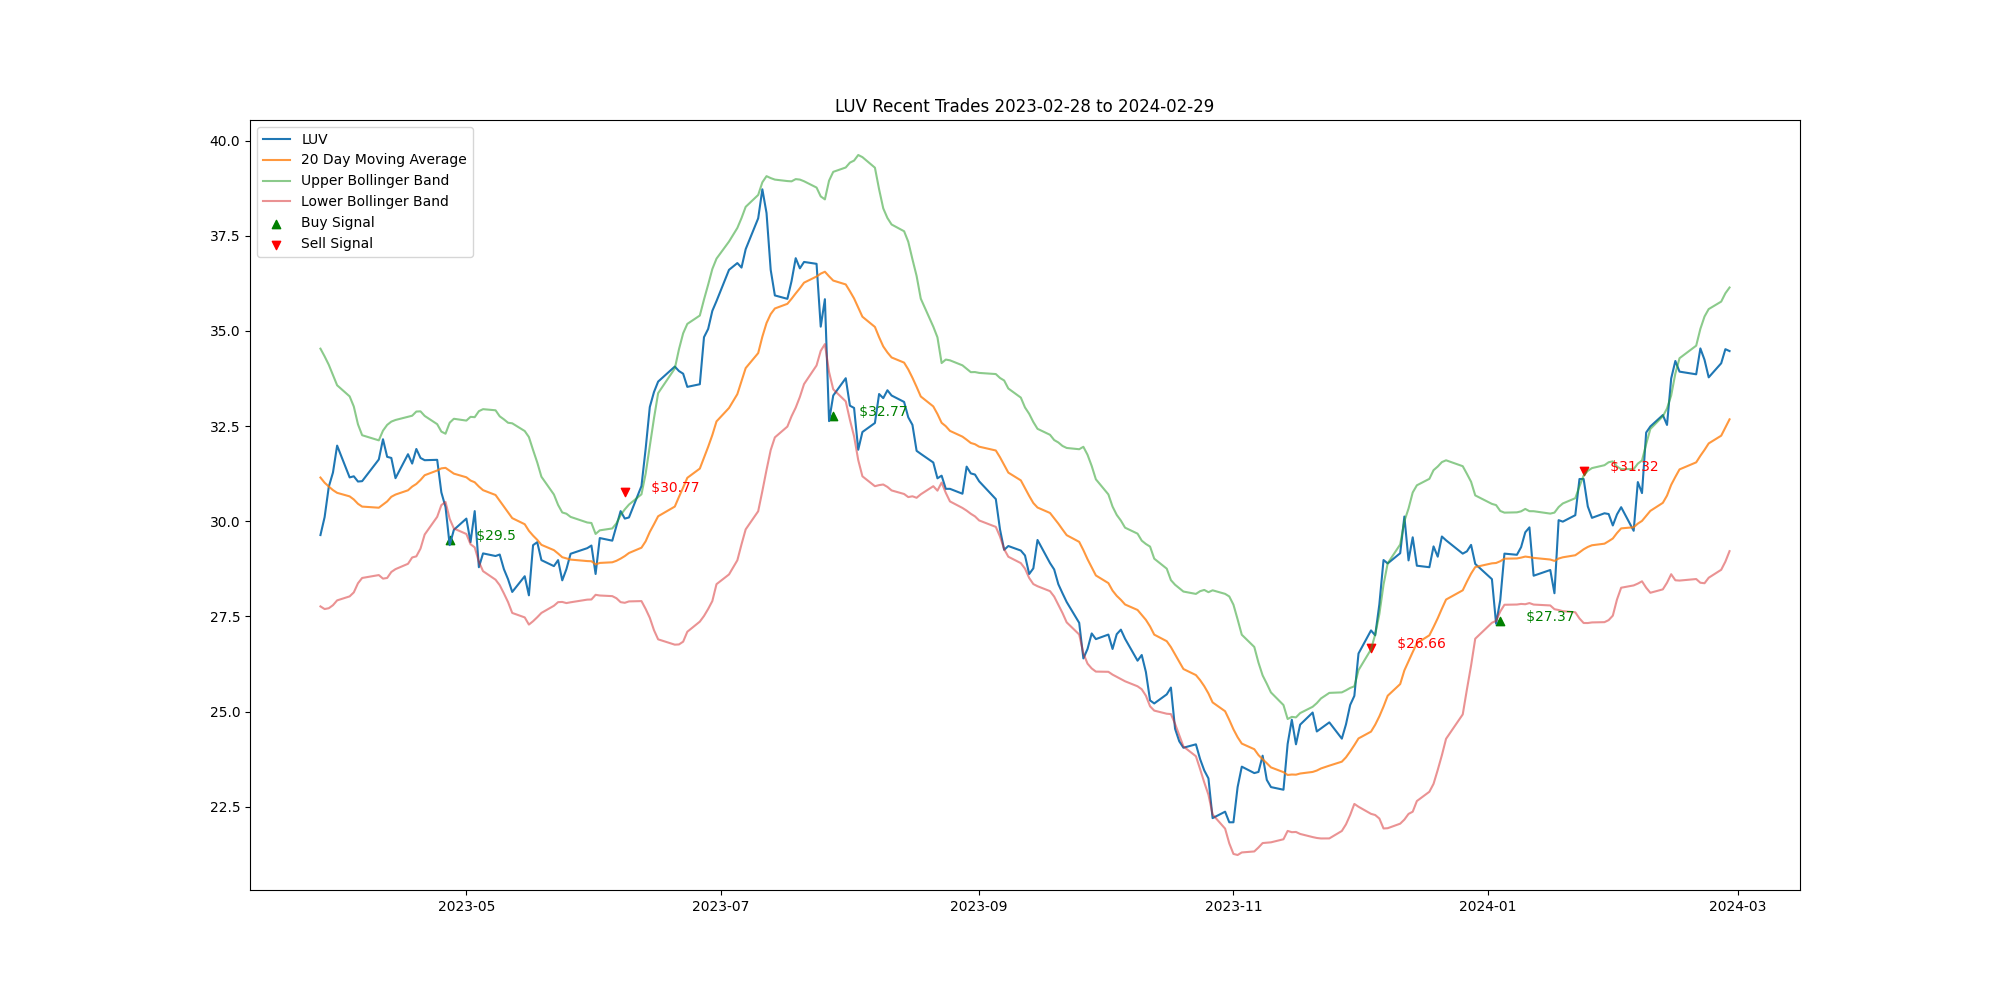 LUV Recent Trades 2023-02-28 to 2024-02-29
LUV
20 Day Moving Average
Upper Bollinger Band
Lower Bollinger Band
Buy Signal
Sell Signal
40.0
37.5
35.0
32.5
30.0
27.5
25.0
22.5
$29.5
$30.77
$32.77
$26.66
$27.37
$31.32
2023-05
2023-07
2023-09
2023-11
2024-01
2024-03